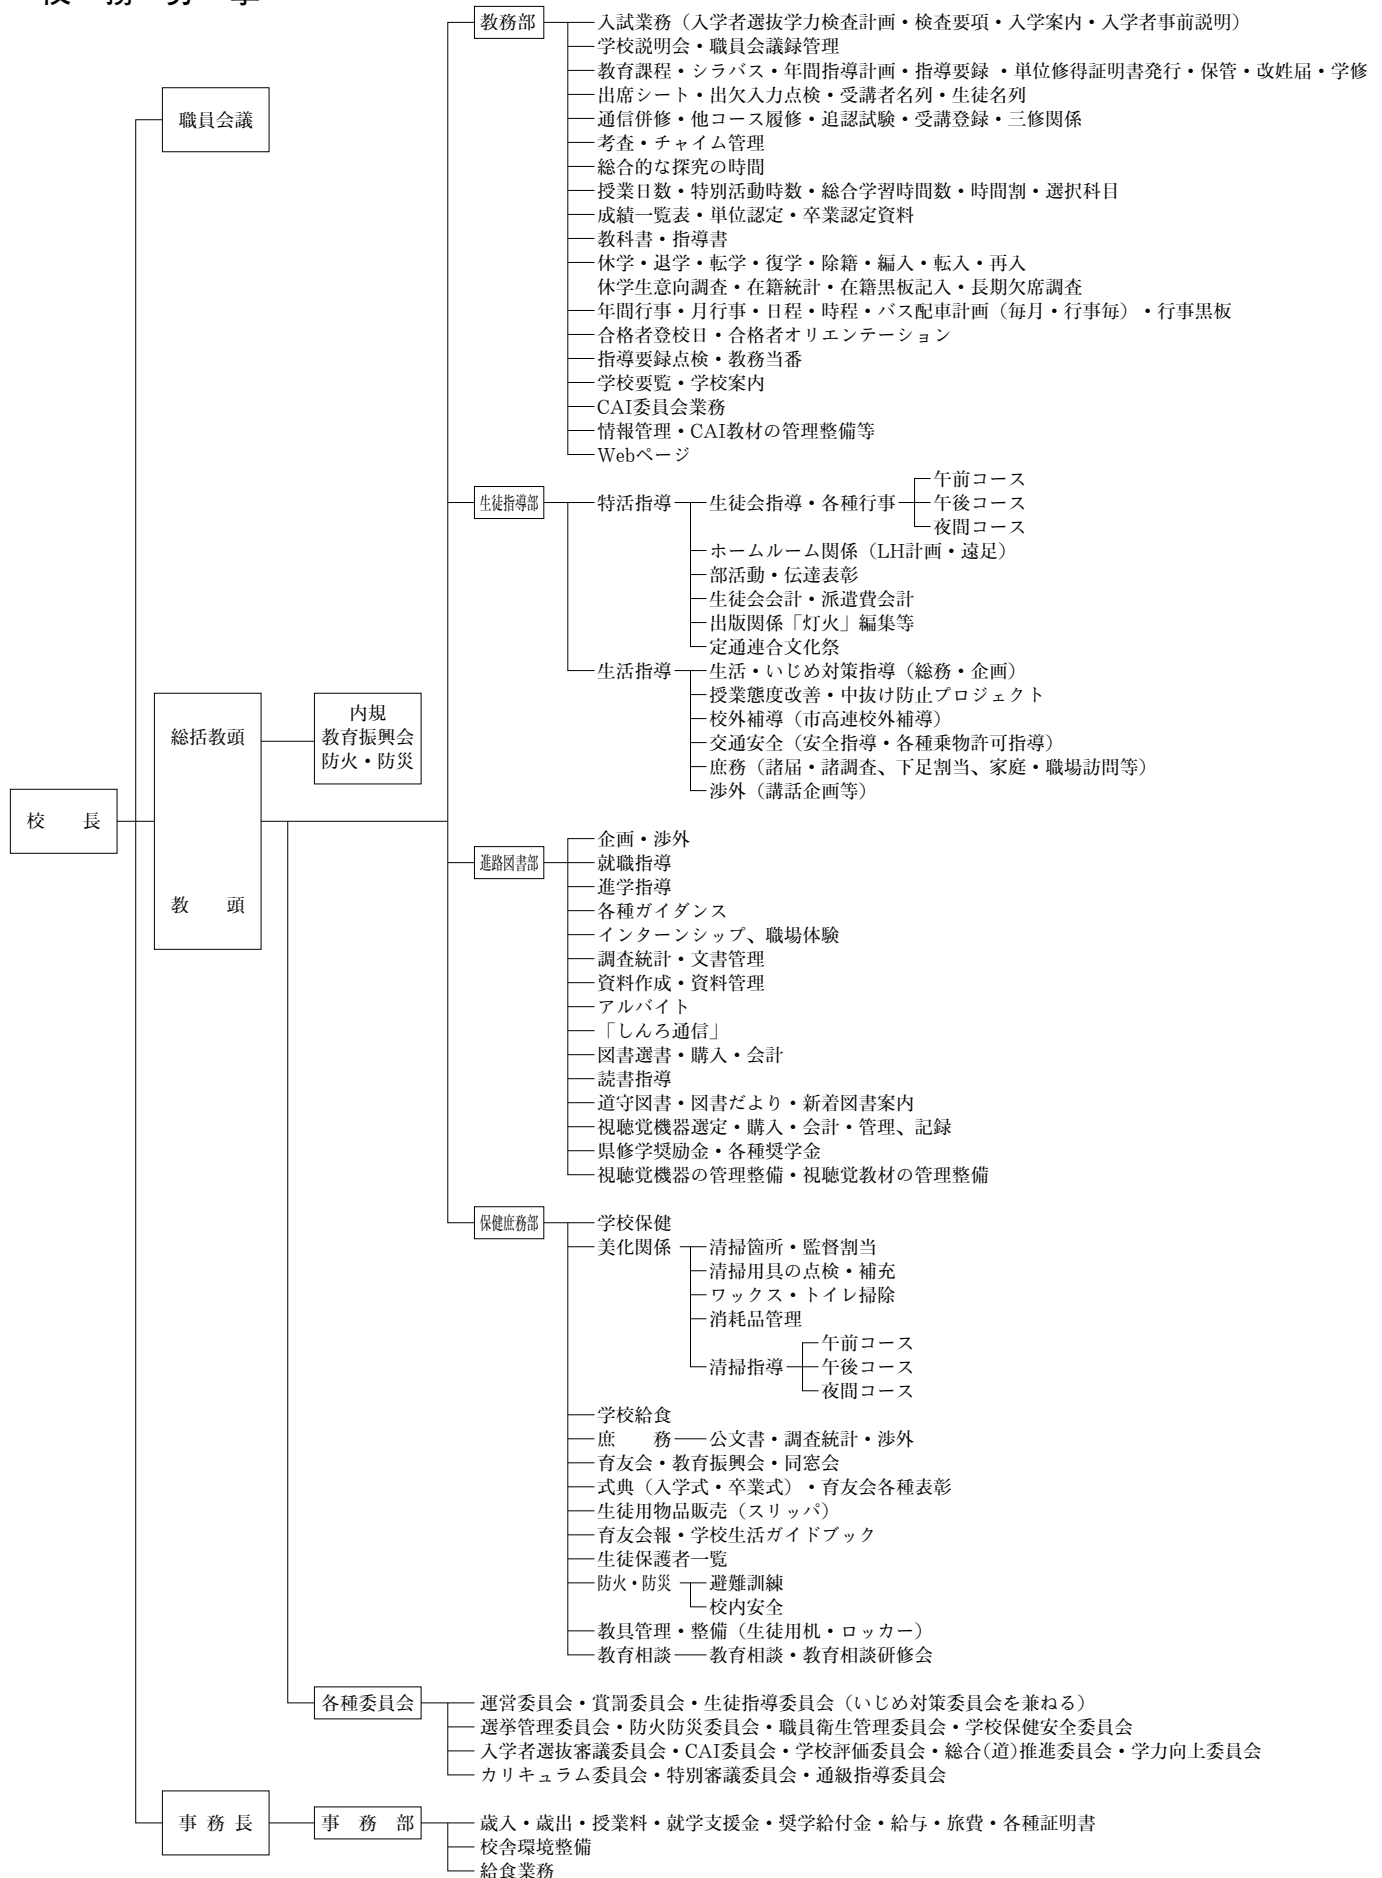 校務分掌
教務部
入試業務（入学者選抜学力検査計画・検査要項・入学案内・入学者事前説明）
学校説明会・職員会議録管理
教育課程・シラバス・年間指導計画・指導要録・単位修得証明書発行・保管・改姓届・学修
出席シート・出欠入力点検・受講者名列・生徒名列
通信併修・他コース履修・追認試験・受講登録・三修関係
考査・チャイム管理
総合的な探究の時間
授業日数・特別活動時数・総合学習時間数・時間割・選択科目
成績一覧表・単位認定・卒業認定資料
教科書・指導書
休学・退学・転学・復学・除籍・編入・転入・再入
休学生意向調査・在籍統計・在籍黒板記入・長期欠席調査
年間行事・月行事・日程・時程・バス配車計画（毎月・行事毎）・行事黒板
合格者登校日・合格者オリエンテーション
指導要録点検・教務当番
学校要覧・学校案内
CAI委員会業務
情報管理・CAI教材の管理整備等
Webページ
職員会議
生徒指導部
特活指導
生徒会指導・各種行事
午前コース
午後コース
夜間コース
ホームルーム関係（LH計画・遠足）
部活動・伝達表彰
生徒会会計・派遣費会計
出版関係「灯火」編集等
定通連合文化祭
生活指導
生活・いじめ対策指導（総務・企画）
授業態度改善・中抜け防止プロジェクト
校外補導（市高連校外補導）
交通安全（安全指導・各種乗物許可指導）
庶務（諸届・諸調査、下足割当、家庭・職場訪問等）
渉外（講話企画等）
総括教頭
内規
教育振興会
防火・防災
校　長
教　頭
進路図書部
企画・渉外
就職指導
進学指導
各種ガイダンス
インターンシップ、職場体験
調査統計・文書管理
資料作成・資料管理
アルバイト
「しんろ通信」
図書選書・購入・会計
読書指導
道守図書・図書だより・新着図書案内
視聴覚機器選定・購入・会計・管理、記録
県修学奨励金・各種奨学金
視聴覚機器の管理整備・視聴覚教材の管理整備
保健庶務部
学校保健
美化関係
清掃箇所・監督割当
清掃用具の点検・補充
ワックス・トイレ掃除
消耗品管理
清掃指導
午前コース
午後コース
夜間コース
学校給食
庶　務
公文書・調査統計・渉外
育友会・教育振興会・同窓会
式典（入学式・卒業式）・育友会各種表彰
生徒用物品販売（スリッパ）
育友会報・学校生活ガイドブック
生徒保護者一覧
防火・防災
避難訓練
校内安全
教具管理・整備（生徒用机・ロッカー）
教育相談
教育相談・教育相談研修会
各種委員会
運営委員会・賞罰委員会・生徒指導委員会（いじめ対策委員会を兼ねる）
選挙管理委員会・防火防災委員会・職員衛生管理委員会・学校保健安全委員会
入学者選抜審議委員会・CAI委員会・学校評価委員会・総合(道)推進委員会・学力向上委員会
カリキュラム委員会・特別審議委員会・通級指導委員会
事務長
事務部
歳入・歳出・授業料・就学支援金・奨学給付金・給与・旅費・各種証明書
校舎環境整備
給食業務